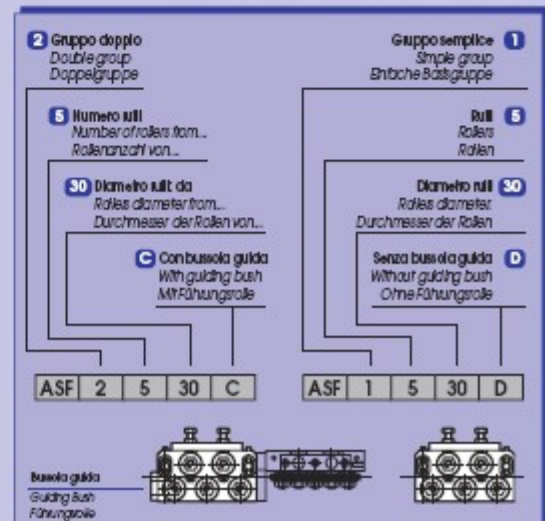 2 Gruppo doppio
Double group
Doppelgruppe
5 Numero rulli
Number of rollers from...
Rollenanzahl von...
30 Diametro rulli: da
Rollers diameter from...
Durchmesser der Rollen von...
C Con bussola guida
With guiding bush
Mit Führungsrolle
ASF 2 5 30 C
Gruppo semplice 1
Simple group
Einfache Basisgruppe
Rulli 5
Rollers
Rollen
Diametro rulli 30
Rollers diameter.
Durchmesser der Rollen
Senza bussola guida D
Without guiding bush
Ohne Führungsrolle
ASF 1 5 30 D
Bussola guida
Guiding Bush
Führungsrolle